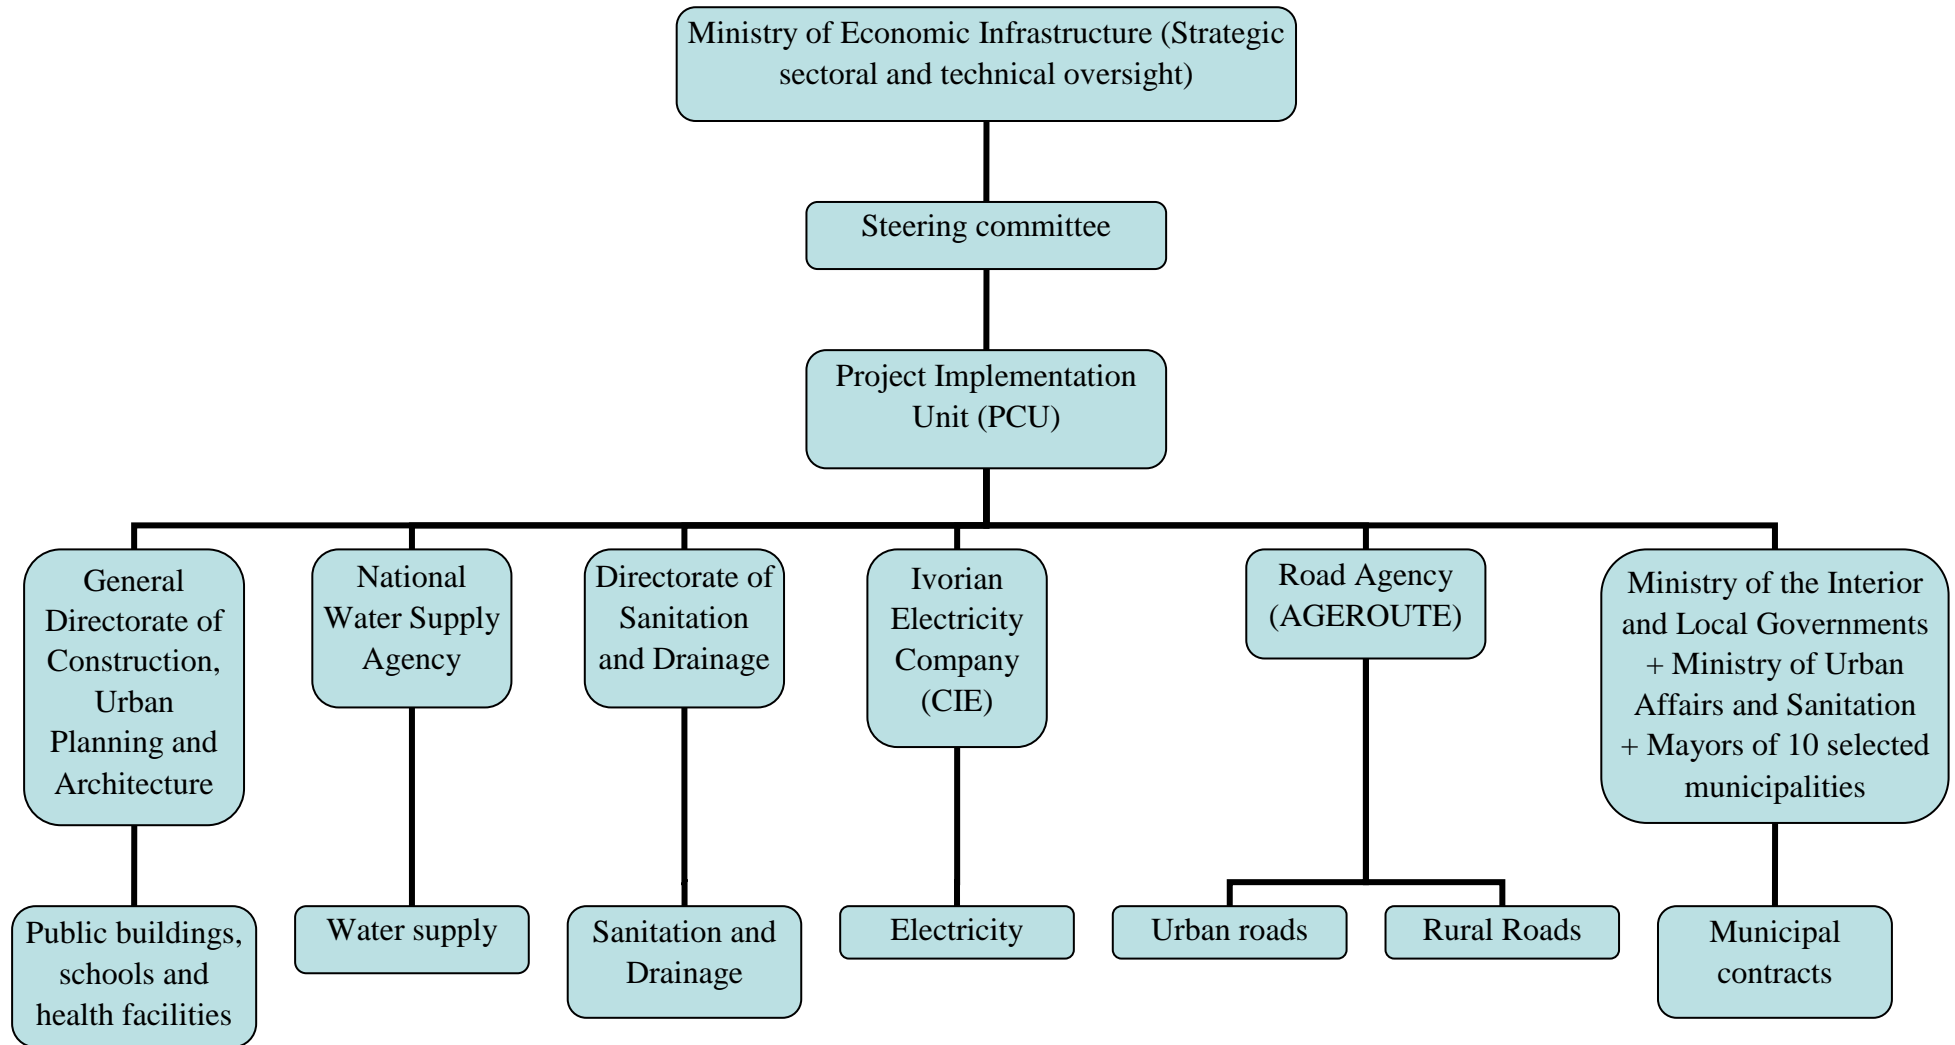 Ministry of Economic Infrastructure (Strategic
sectoral and technical oversight)
Steering committee
Project Implementation
Unit (PCU)
General
Directorate of
Construction,
Urban
Planning and
Architecture
National
Water Supply
Agency
Directorate of
Sanitation
and Drainage
Ivorian
Electricity
Company
(CIE)
Road Agency
(AGEROUTE)
Ministry of the Interior
and Local Governments
+ Ministry of Urban
Affairs and Sanitation
+ Mayors of 10 selected
municipalities
Public buildings,
schools and
health facilities
Water supply
Sanitation and
Drainage
Electricity
Urban roads
Rural Roads
Municipal
contracts